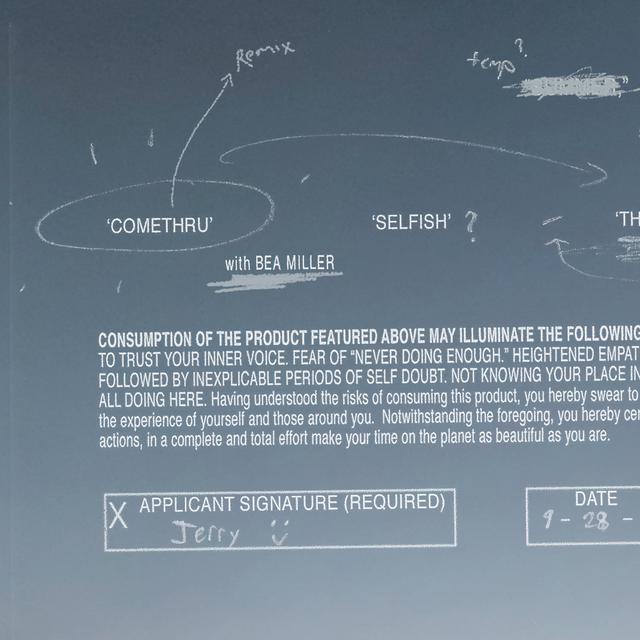 Remix
temp?
'COMETHRU'
'SELFISH' ?
'TH
with BEA MILLER
CONSUMPTION OF THE PRODUCT FEATURED ABOVE MAY ILLUMINATE THE FOLLOWING
TO TRUST YOUR INNER VOICE. FEAR OF "NEVER DOING ENOUGH." HEIGHTENED EMPAT
FOLLOWED BY INEXPLICABLE PERIODS OF SELF DOUBT. NOT KNOWING YOUR PLACE IN
ALL DOING HERE. Having understood the risks of consuming this product, you hereby swear to
the experience of yourself and those around you. Notwithstanding the foregoing, you hereby cer
actions, in a complete and total effort make your time on the planet as beautiful as you are.
X APPLICANT SIGNATURE (REQUIRED)
Jerry
DATE
9 - 28 -